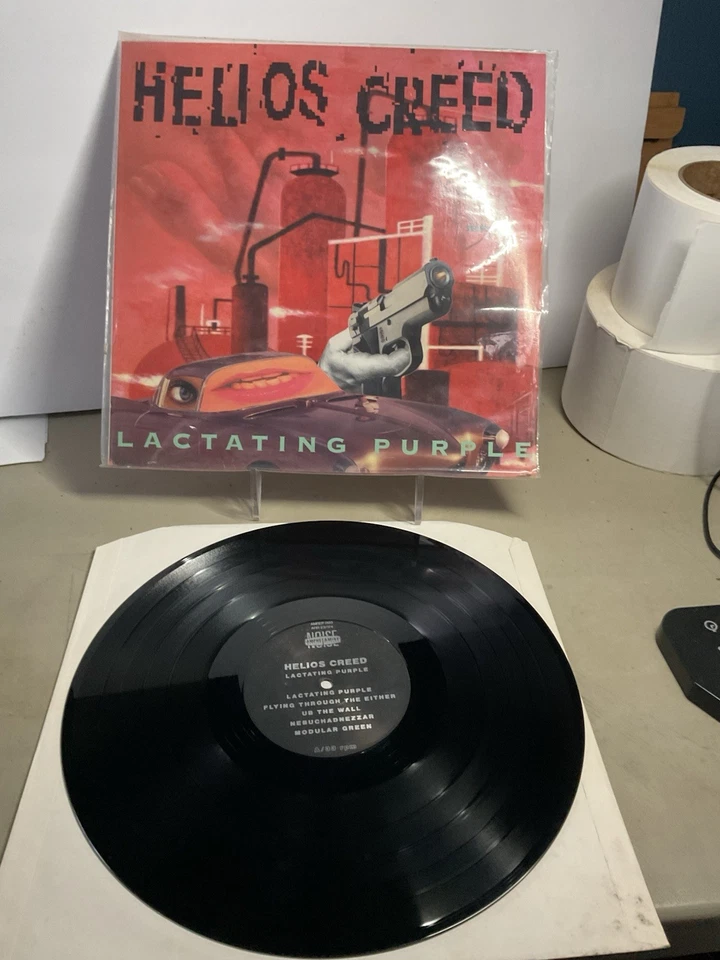 HELIOS CREED
LACTATING PURPLE
NOISE
HELIOS CREED
LACTATING PURPLE
LACTATING PURPLE
FLYING THROUGH THE EITHER
UB THE WALL
NEBUCHADNEZZAR
MODULAR GREEN